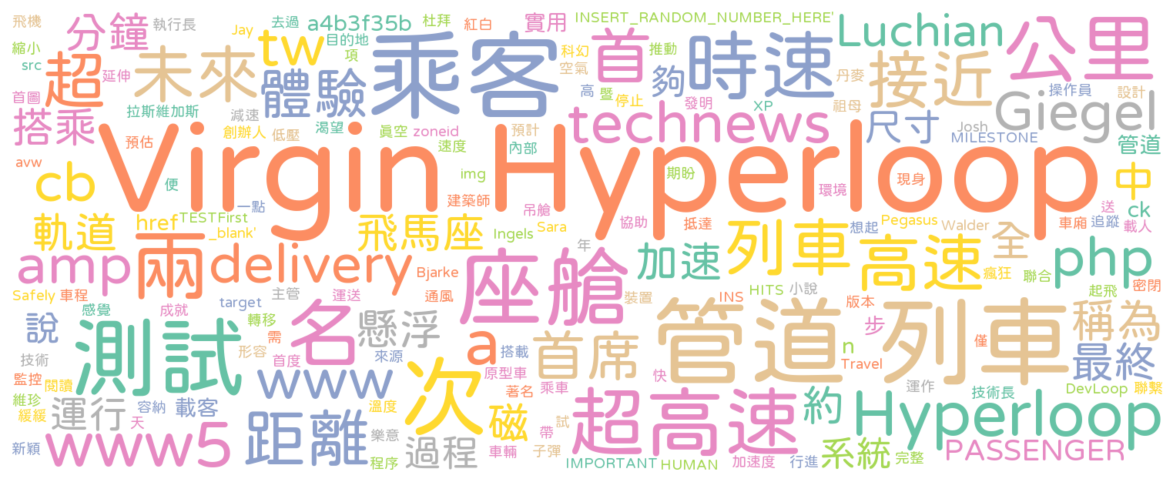 飛機 執行長 Jay 去過 a4b3f35b 杜拜 紅白 實用 INSERT_RANDOM_NUMBER_HERE' Luchian 公里
分鐘 tw 目的地 項 乘客 科幻 空氣 首 推動 時速 接近
縮小 src 超 延伸 未來 體驗 夠 丹麥 操作員 設計
首圖 拉斯維加斯 減速 高 暨 停止 發明 XP 祖母 Giegel
搭乘 創辦人 低壓 渴望 真空 zoneid 速度 預計 內部 technews 尺寸 Josh MILESTONE 管道
預估 Virgin Hyperloop
avw cb 便 img 期盼 環境 現身 中
軌道 href TESTFirst _blank' 一點 飛馬座 建築師 Ingels 吊艙 Sara 協助 抵達 列車 想起 Pegasus Walder 車廂 送 追蹤 載人 ck
amp 兩 delivery Bjarke 座艙 年 加速 高速 全 瘋狂 聯合 php 起飛 密閉
Safely 車程 感覺 成就 運送 target 主管 通風 裝置 INS HITS 小說 版本
說 測試 轉移 名 懸浮 首席 管道 列車 稱為
技術 形容 需 首度 來源 搭載 a 步 n 僅 最終
監控 閱讀 www 原型車 Travel
維珍 緩緩 運行 容納 載客 溫度 次 著名 乘車 快 超高速 約 運作 技術長 DevLoop 聯繫
新穎 www5 天 距離 樂意 過程 磁 帶 試 Hyperloop
程序 車輛 子彈 IMPORTANT HUMAN 加速度 行進 系統 完整 PASSENGER